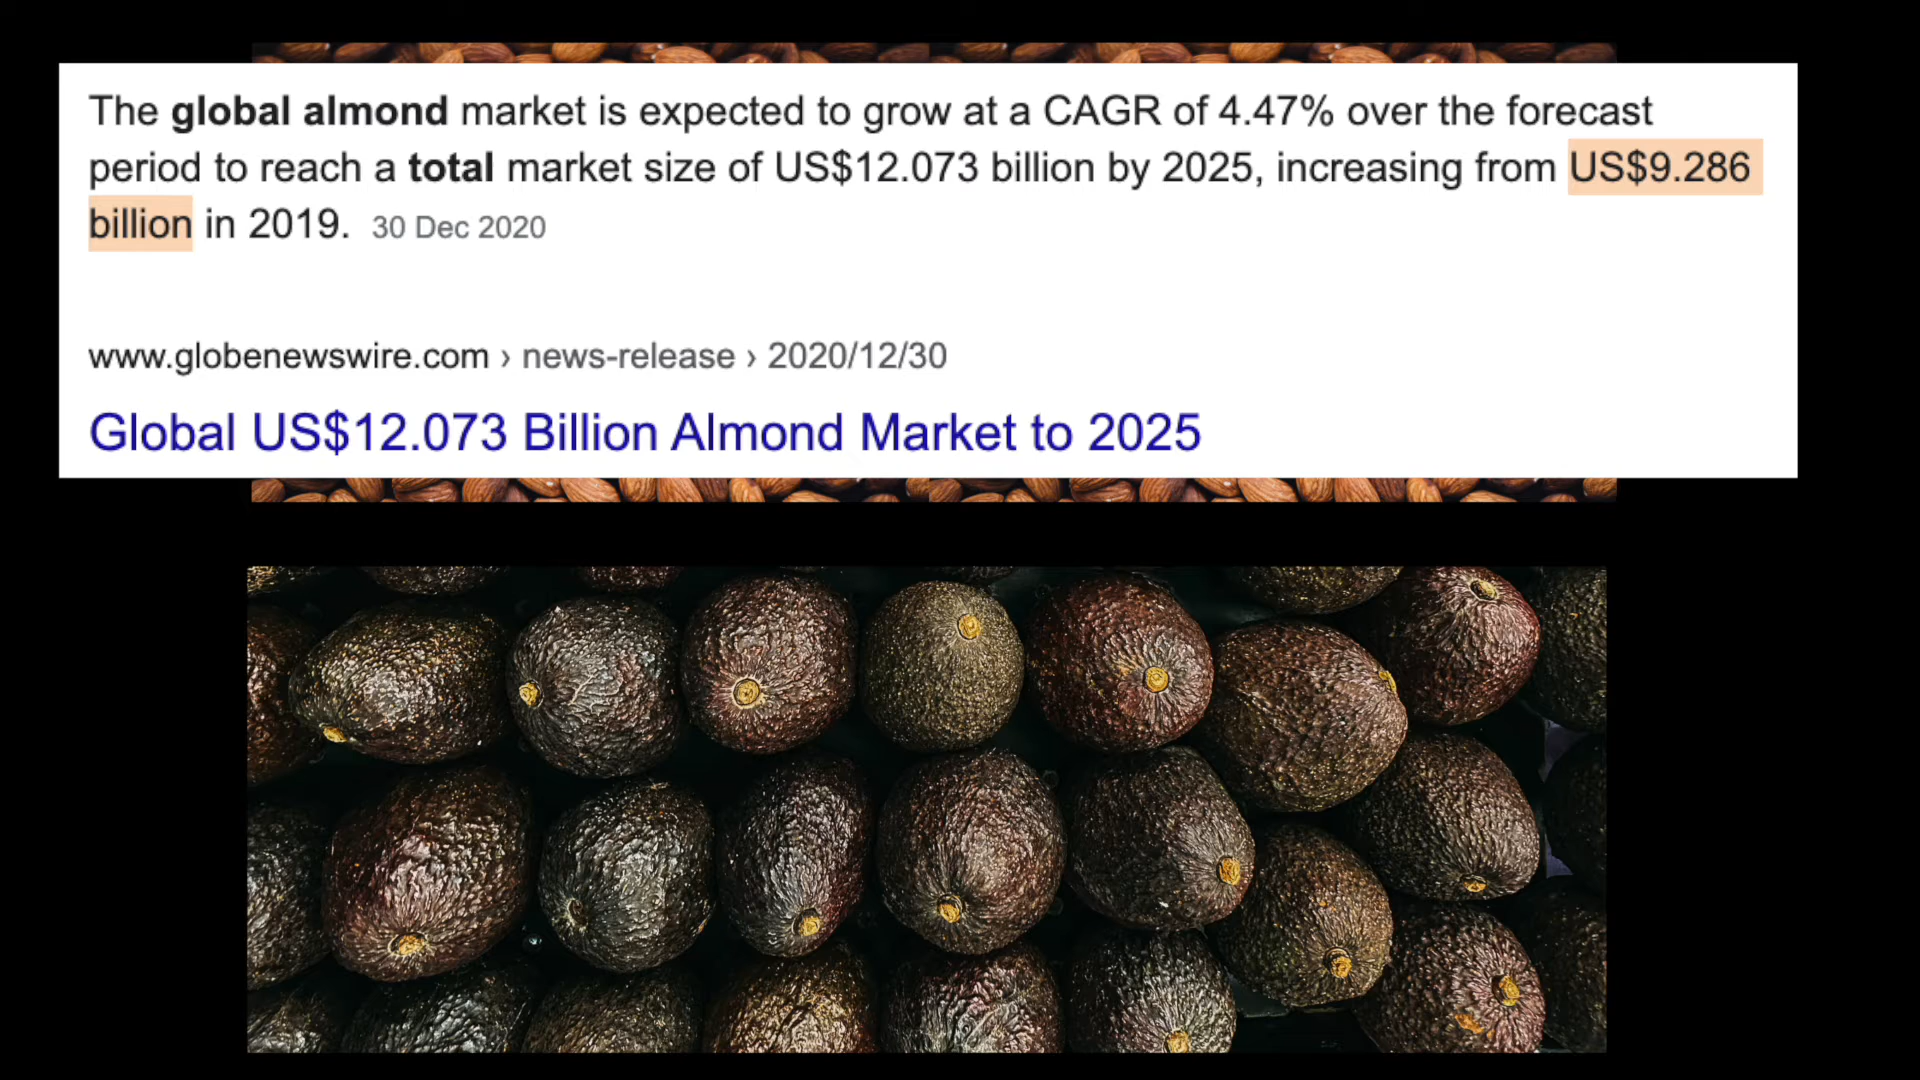 The global almond market is expected to grow at a CAGR of 4.47% over the forecast
period to reach a total market size of US$12.073 billion by 2025, increasing from US$9.286
billion in 2019. 30 Dec 2020
www.globenewswire.com › news-release › 2020/12/30
Global US$12.073 Billion Almond Market to 2025